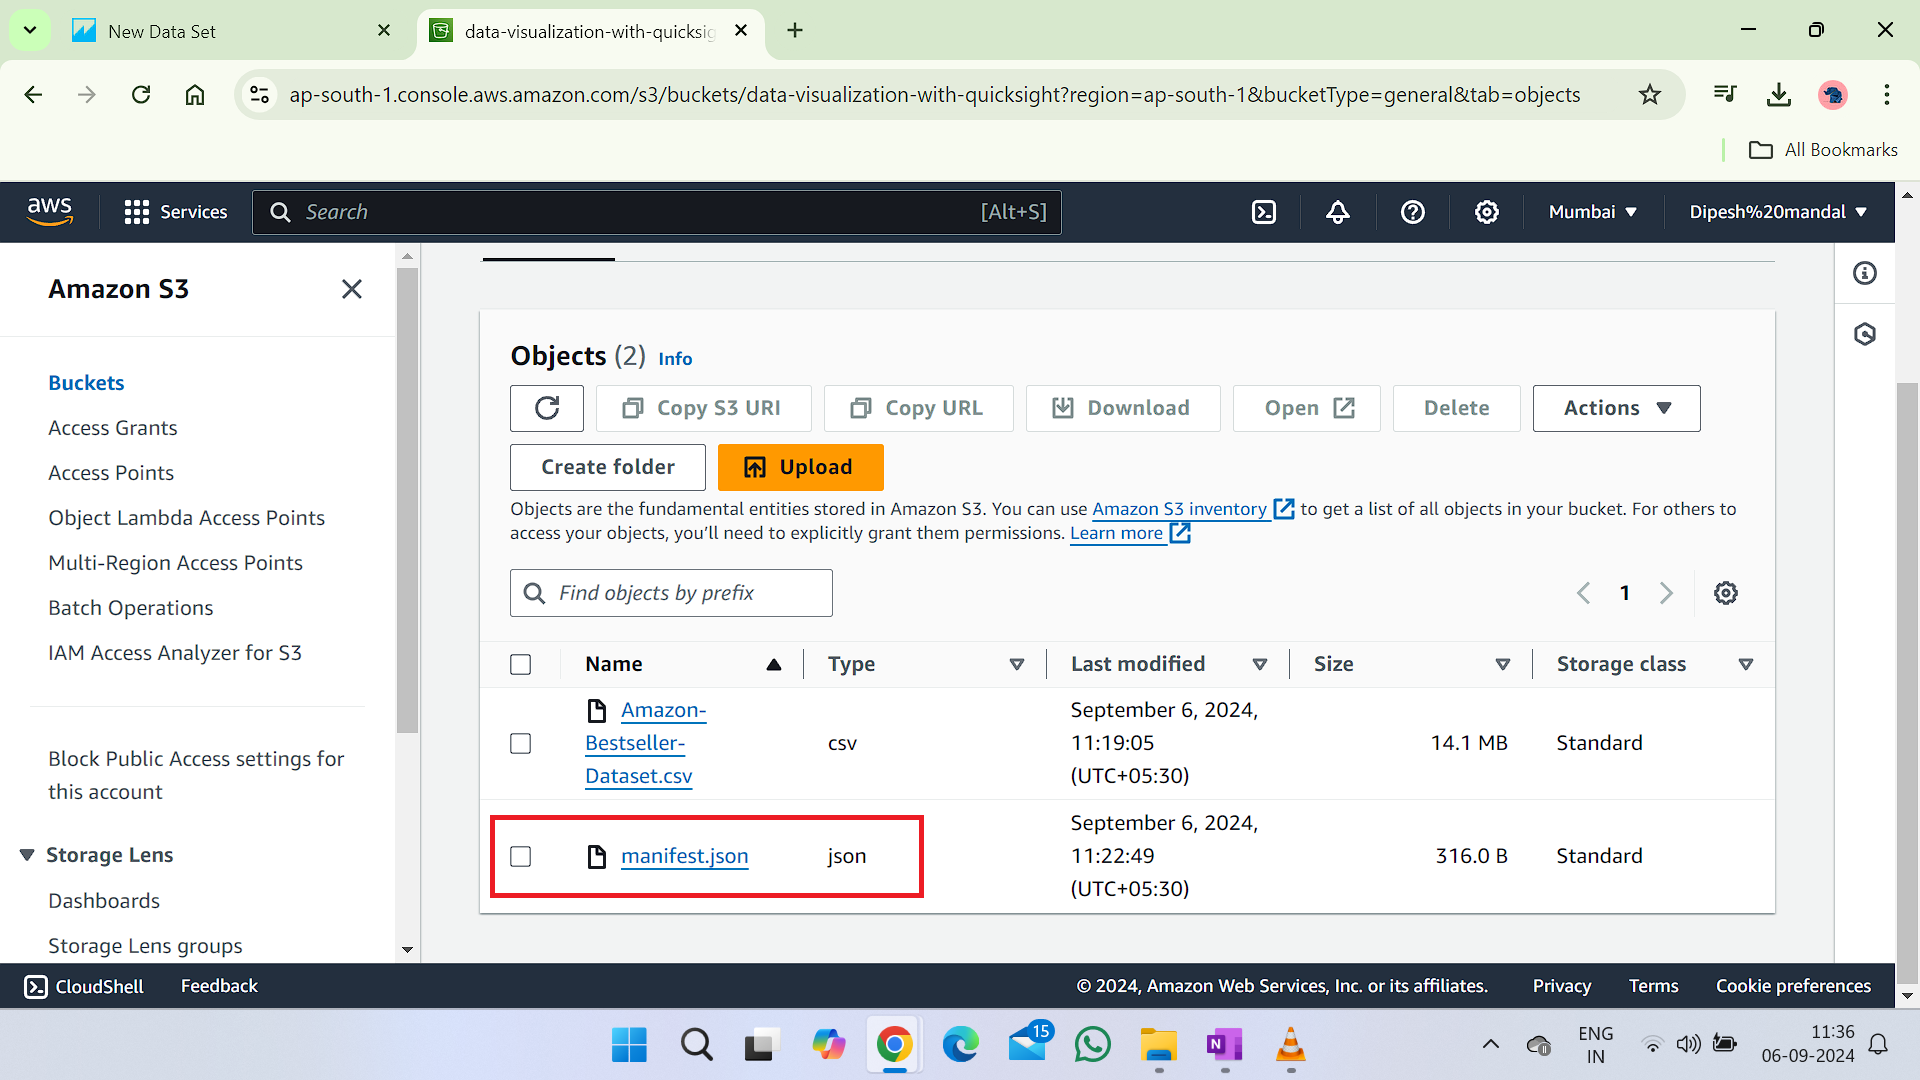 New Data Set
data-visualization-with-quicksig
ap-south-1.console.aws.amazon.com/s3/buckets/data-visualization-with-quicksight?region=ap-south-1&bucketType=general&tab=objects
All Bookmarks
aws
Services
Search
[Alt+S]
Mumbai
Dipesh%20mandal
Amazon S3
Buckets
Access Grants
Access Points
Object Lambda Access Points
Multi-Region Access Points
Batch Operations
IAM Access Analyzer for S3
Block Public Access settings for
this account
Storage Lens
Dashboards
Storage Lens groups
Objects (2) Info
Copy S3 URI
Copy URL
Download
Open
Delete
Actions
Create folder
Upload
Objects are the fundamental entities stored in Amazon S3. You can use Amazon S3 inventory to get a list of all objects in your bucket. For others to
access your objects, you'll need to explicitly grant them permissions. Learn more
Find objects by prefix
1
Name
Type
Last modified
Size
Storage class
Amazon-
Bestseller-
Dataset.csv
csv
September 6, 2024,
11:19:05
(UTC+05:30)
14.1 MB
Standard
manifest.json
json
September 6, 2024,
11:22:49
(UTC+05:30)
316.0 B
Standard
CloudShell
Feedback
© 2024, Amazon Web Services, Inc. or its affiliates.
Privacy
Terms
Cookie preferences
15
N
ENG
IN
11:36
06-09-2024